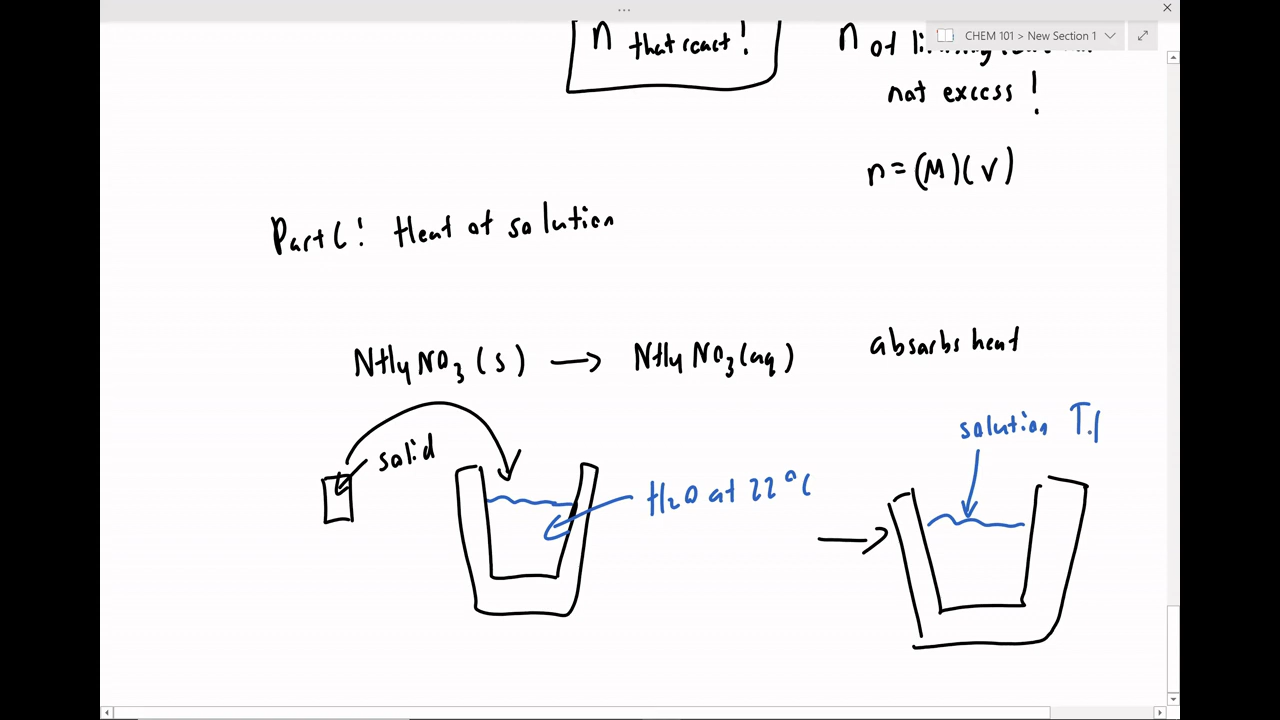 CHEM 101 > New Section 1
n that react!
n of
not excess!
n=(M)(V)
Part C: Heat of solution
NH₄NO₃(s) → NH₄NO₃(aq)
absorbs heat
solution T.f
solid
H₂O at 22°C
→